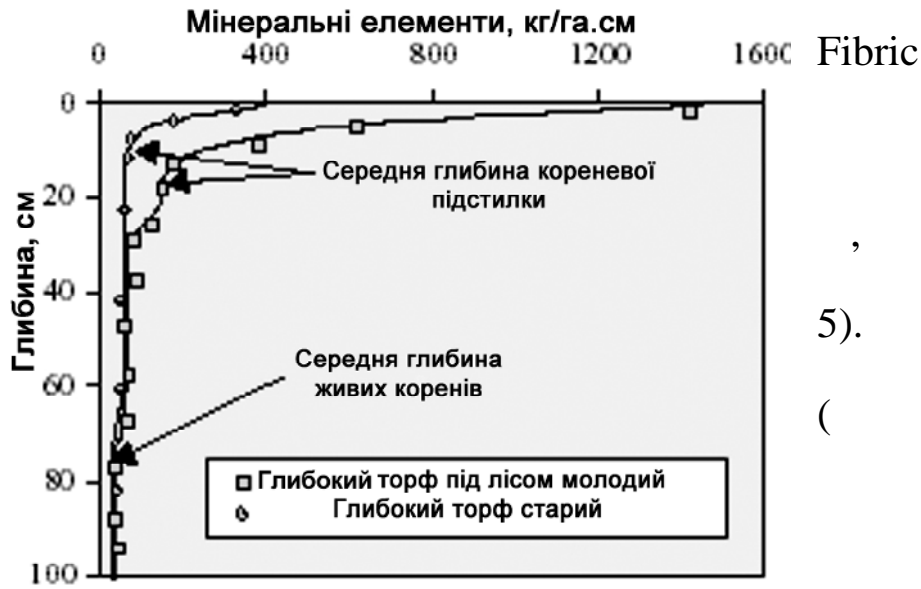 Мінеральні елементи, кг/га.см
0 400 800 1200 1600
Fibric
0
20
40
60
80
100
Глибина, см
Середня глибина кореневої
підстилки
,
5).
Середня глибина
живих коренів
(
Глибокий торф під лісом молодий
Глибокий торф старий